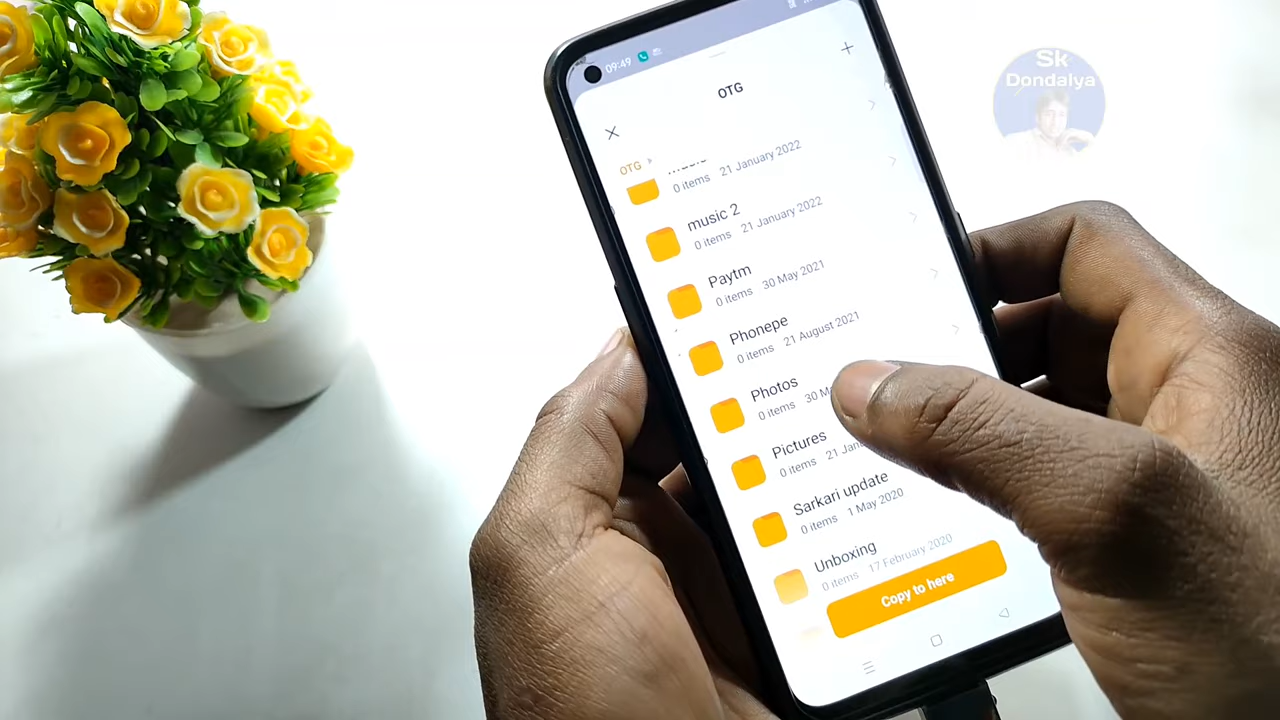 Sk
Dondalya
09:49
OTG
OTG
0 items 21 January 2022
music 2
0 items 21 January 2022
Paytm
0 items 30 May 2021
Phonepe
0 items 21 August 2021
Photos
0 items 30
Pictures
0 items 21
Sarkari update
0 items 1 May 2020
Unboxing
0 items 17 February 2020
Copy to here